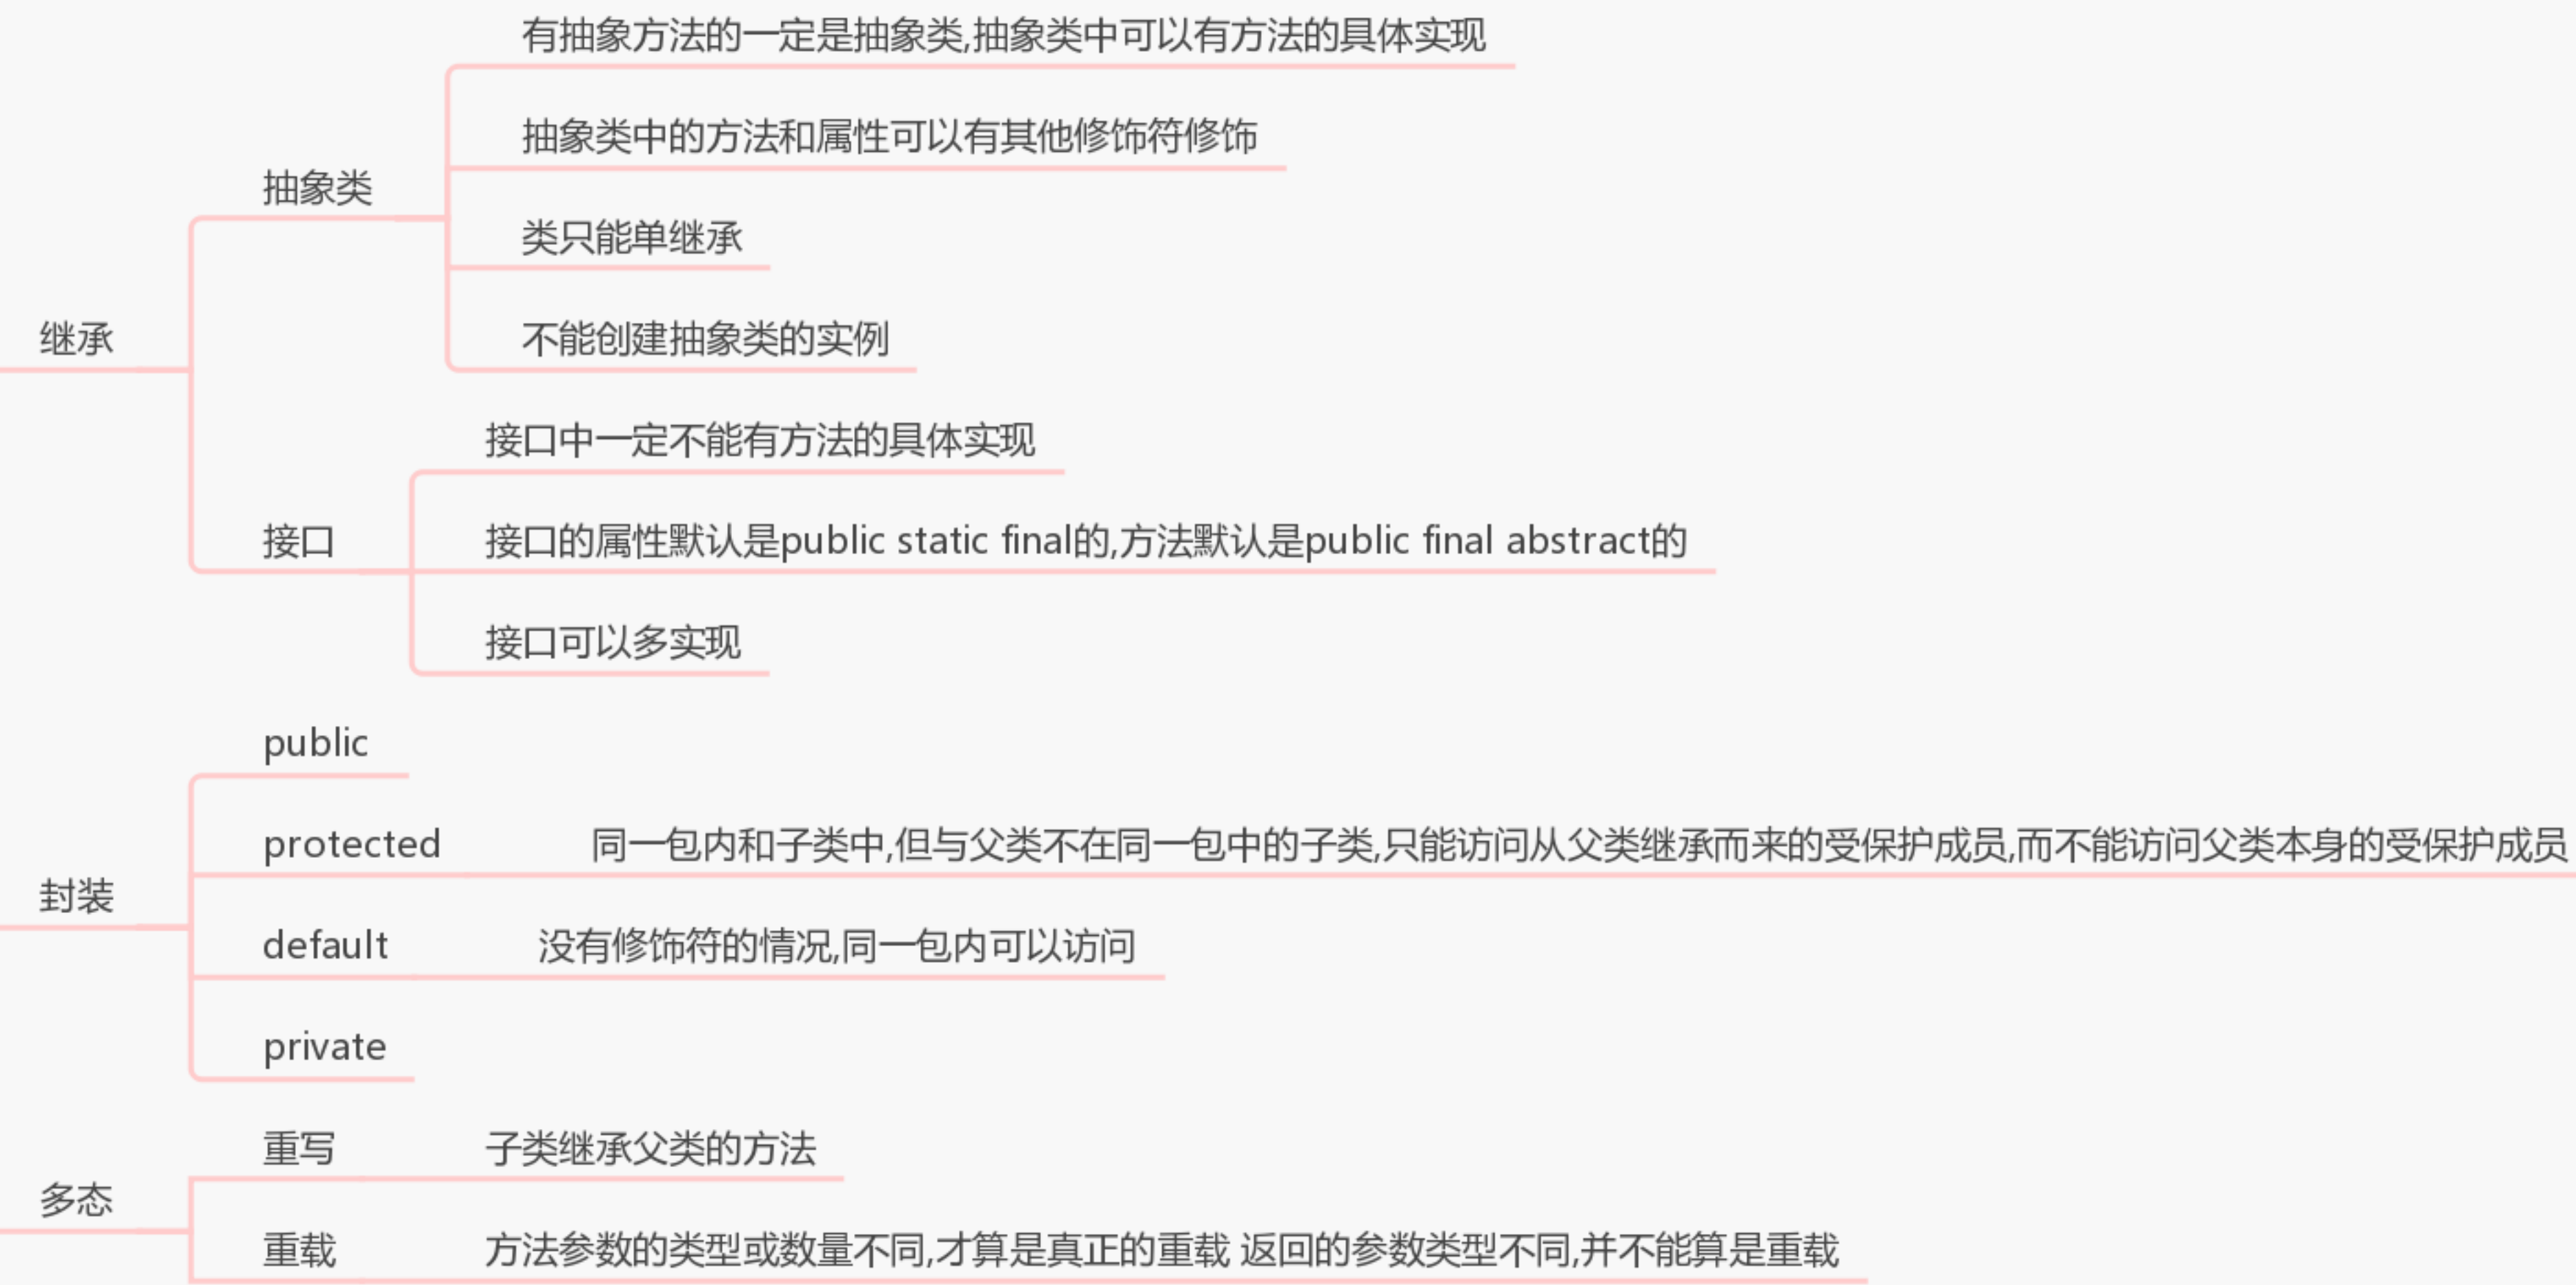 有抽象方法的一定是抽象类,抽象类中可以有方法的具体实现
抽象类中的方法和属性可以有其他修饰符修饰
抽象类
类只能单继承
继承
不能创建抽象类的实例
接口中一定不能有方法的具体实现
接口
接口的属性默认是public static final的,方法默认是public final abstract的
接口可以多实现
public
protected
同一包内和子类中,但与父类不在同一包中的子类,只能访问从父类继承而来的受保护成员,而不能访问父类本身的受保护成员
封装
default
没有修饰符的情况,同一包内可以访问
private
重写
子类继承父类的方法
多态
重载
方法参数的类型或数量不同,才算是真正的重载 返回的参数类型不同,并不能算是重载